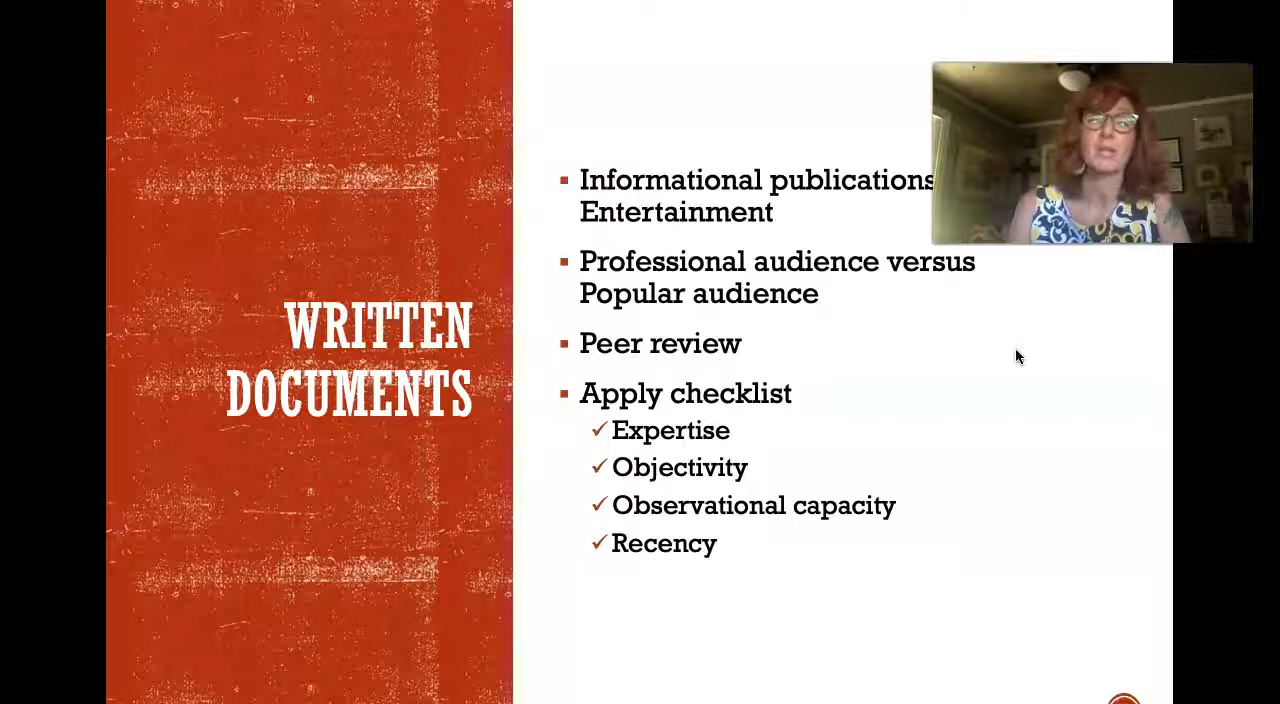 WRITTEN
DOCUMENTS
Informational publications
Entertainment
Professional audience versus
Popular audience
Peer review
Apply checklist
Expertise
Objectivity
Observational capacity
Recency